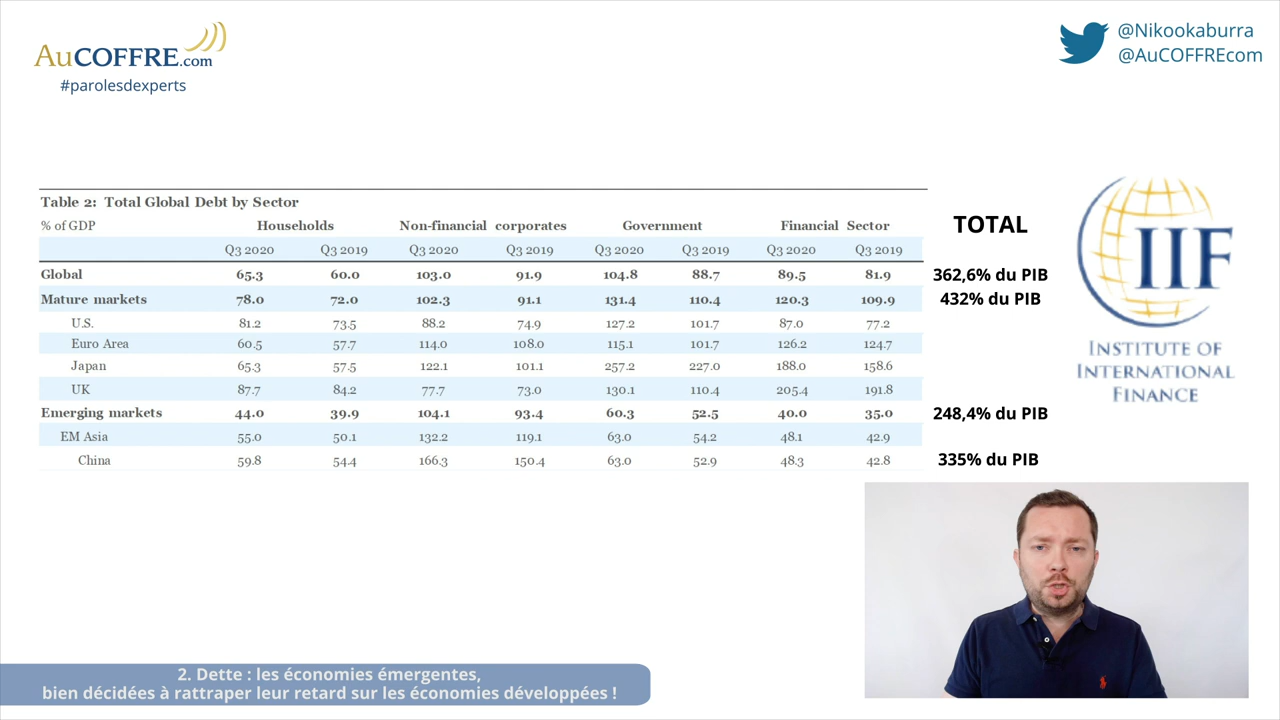 AuCOFFRE.com
#parolesdexperts
@Nikookaburra
@AuCOFFREcom
Table 2: Total Global Debt by Sector
% of GDP Households Non-financial corporates Government Financial Sector TOTAL
Q3 2020 Q3 2019 Q3 2020 Q3 2019 Q3 2020 Q3 2019 Q3 2020 Q3 2019
Global 65.3 60.0 103.0 91.9 104.8 88.7 89.5 81.9 362,6% du PIB
Mature markets 78.0 72.0 102.3 91.1 131.4 110.4 120.3 109.9 432% du PIB
U.S. 81.2 73.5 88.2 74.9 127.2 101.7 87.0 77.2
Euro Area 60.5 57.7 114.0 108.0 115.1 101.7 126.2 124.7
Japan 65.3 57.5 122.1 101.1 257.2 227.0 188.0 158.6
UK 87.7 84.2 77.7 73.0 130.1 110.4 205.4 191.8
Emerging markets 44.0 39.9 104.1 93.4 60.3 52.5 40.0 35.0 248,4% du PIB
EM Asia 55.0 50.1 132.2 119.1 63.0 54.2 48.1 42.9
China 59.8 54.4 166.3 150.4 63.0 52.9 48.3 42.8 335% du PIB
IIF
INSTITUTE OF
INTERNATIONAL
FINANCE
2. Dette : les économies émergentes,
bien décidées à rattraper leur retard sur les économies développées !